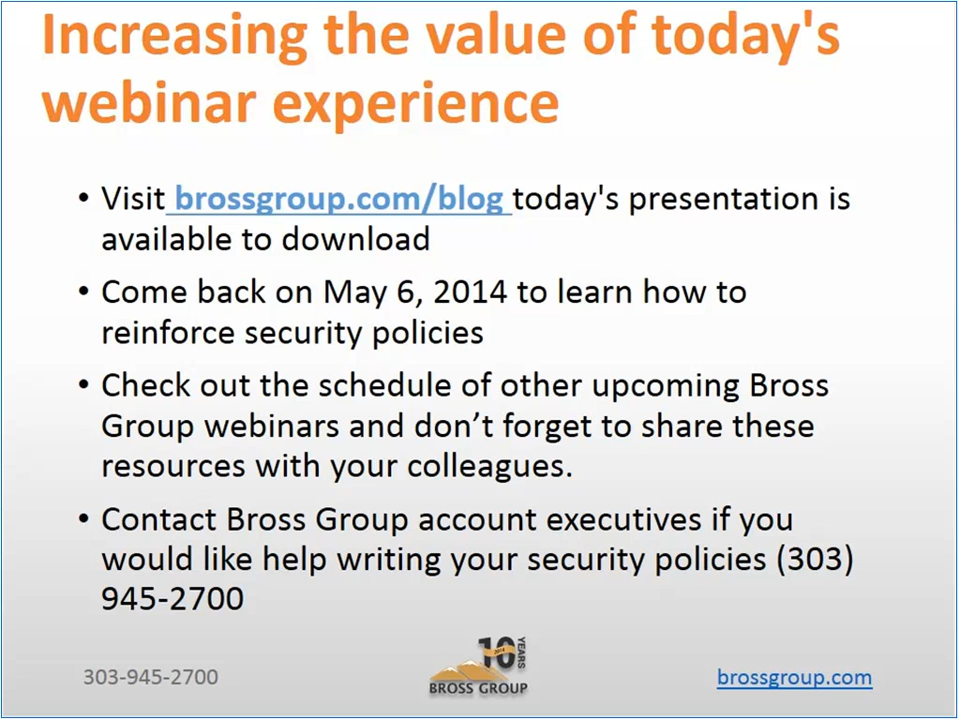 Increasing the value of today's
webinar experience
• Visit brossgroup.com/blog today's presentation is
available to download
• Come back on May 6, 2014 to learn how to
reinforce security policies
• Check out the schedule of other upcoming Bross
Group webinars and don’t forget to share these
resources with your colleagues.
• Contact Bross Group account executives if you
would like help writing your security policies (303)
945-2700
303-945-2700
10 YEARS
2014
BROSS GROUP
brossgroup.com